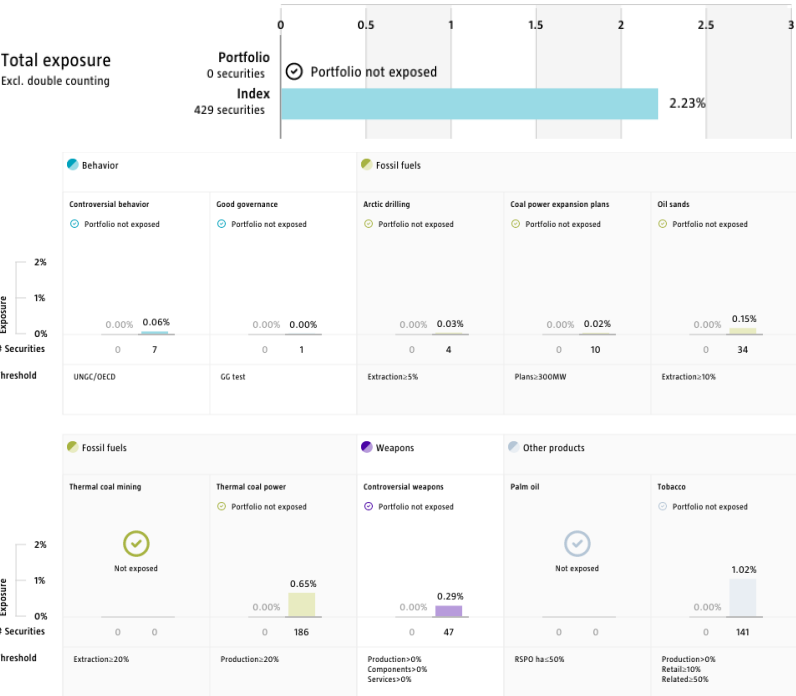 0 0.5 1 1.5 2 2.5 3
Total exposure
Excl. double counting
Portfolio
0 securities
Portfolio not exposed
Index
429 securities
2.23%
Behavior
Fossil fuels
Controversial behavior
Good governance
Arctic drilling
Coal power expansion plans
Oil sands
Portfolio not exposed
Portfolio not exposed
Portfolio not exposed
Portfolio not exposed
Portfolio not exposed
Exposure
2%
1%
0%
0.00% 0.06%
0.00% 0.00%
0.00% 0.03%
0.00% 0.02%
0.00% 0.15%
Securities
0 7
0 1
0 4
0 10
0 34
UNGC/OECD
GG test
Extraction≥5%
Plans≥300MW
Extraction≥10%
Fossil fuels
Weapons
Other products
Thermal coal mining
Thermal coal power
Controversial weapons
Palm oil
Tobacco
Portfolio not exposed
Portfolio not exposed
Portfolio not exposed
Not exposed
Not exposed
Exposure
2%
1%
0%
0.00% 0.65%
0.00% 0.29%
0.00% 1.02%
Securities
0 0
0 186
0 47
0 0
0 141
Extraction≥20%
Production≥20%
Production>0%
Components>0%
Services>0%
RSPO ha≤50%
Production>0%
Retail≥10%
Related≥50%